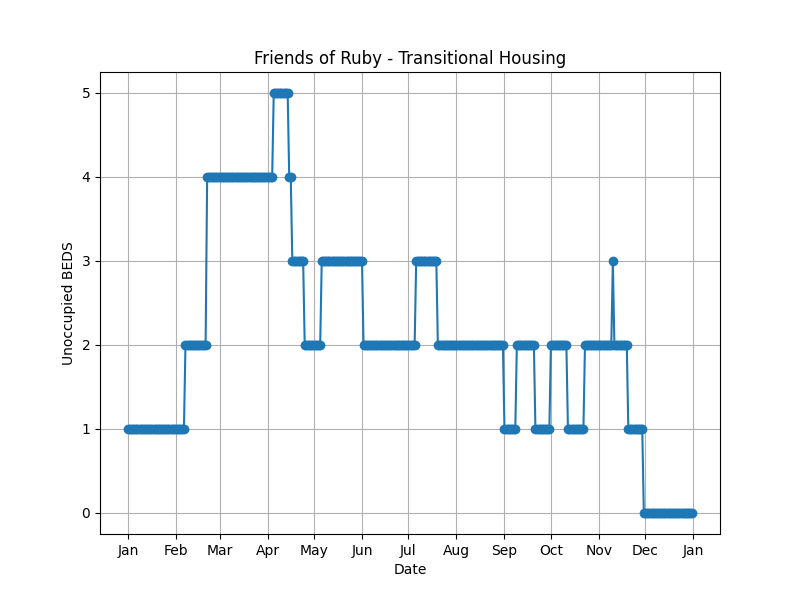 Friends of Ruby - Transitional Housing
Unoccupied BEDS
5
4
3
2
1
0
Jan Feb Mar Apr May Jun Jul Aug Sep Oct Nov Dec Jan
Date